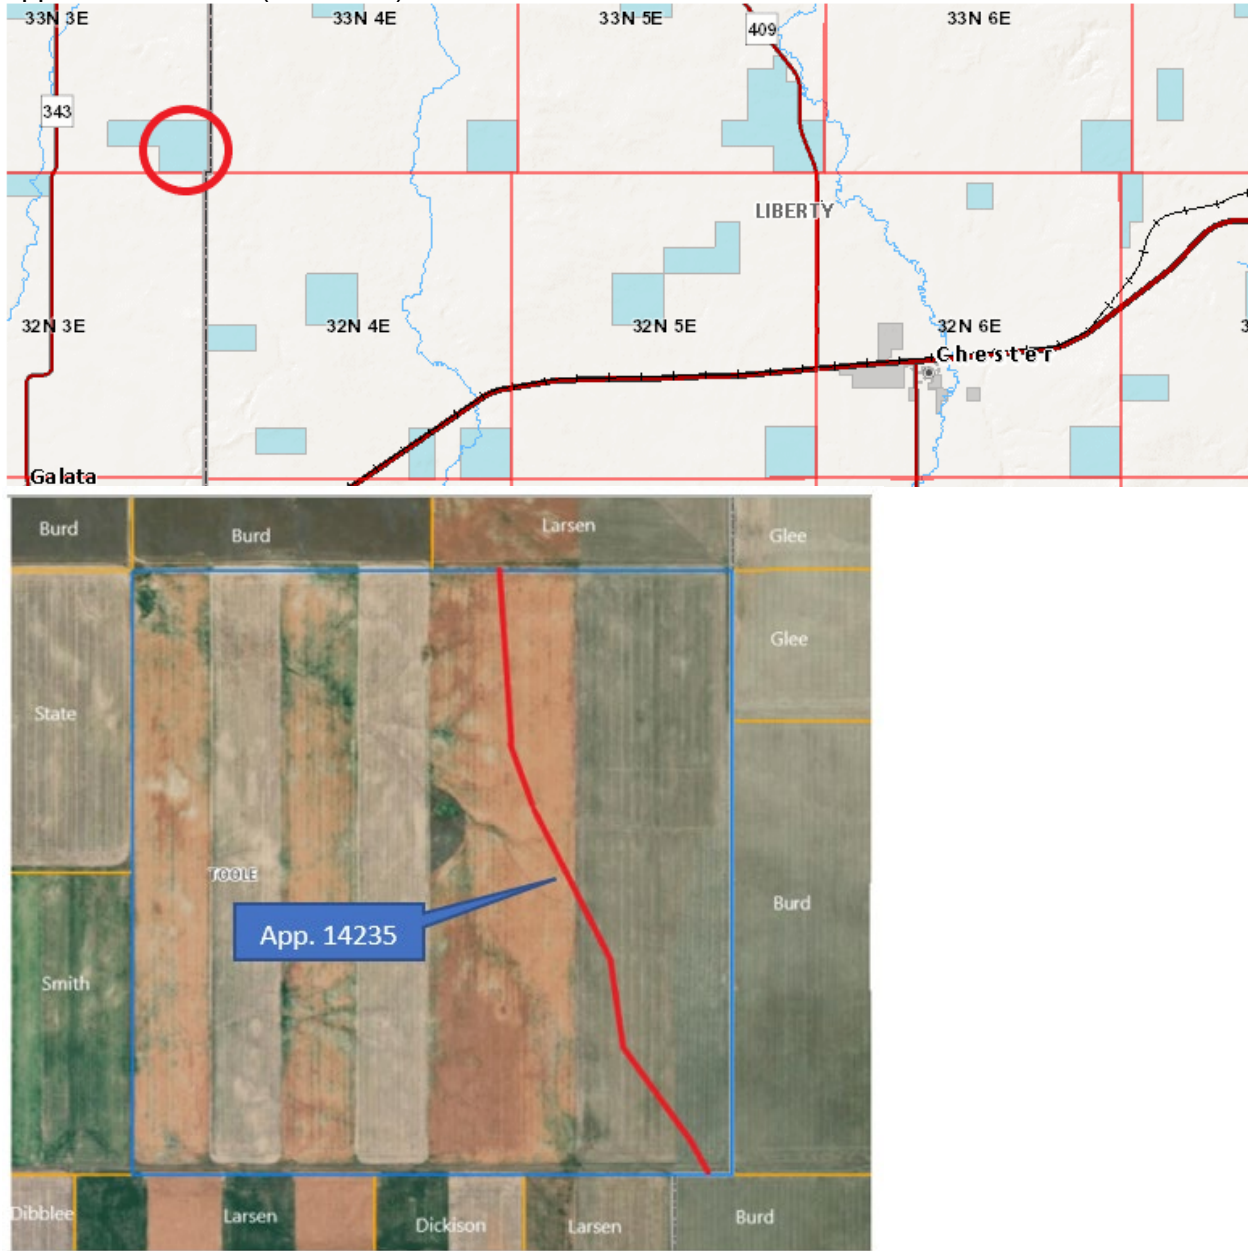 33N 3E
33N 4E
33N 5E
33N 6E
409
343
LIBERTY
32N 3E
32N 4E
32N 5E
32N 6E
3
Chester
Galata
Burd
Burd
Larsen
Glee
Glee
State
TOOLE
Burd
App. 14235
Smith
Dibblee
Larsen
Dickison
Larsen
Burd